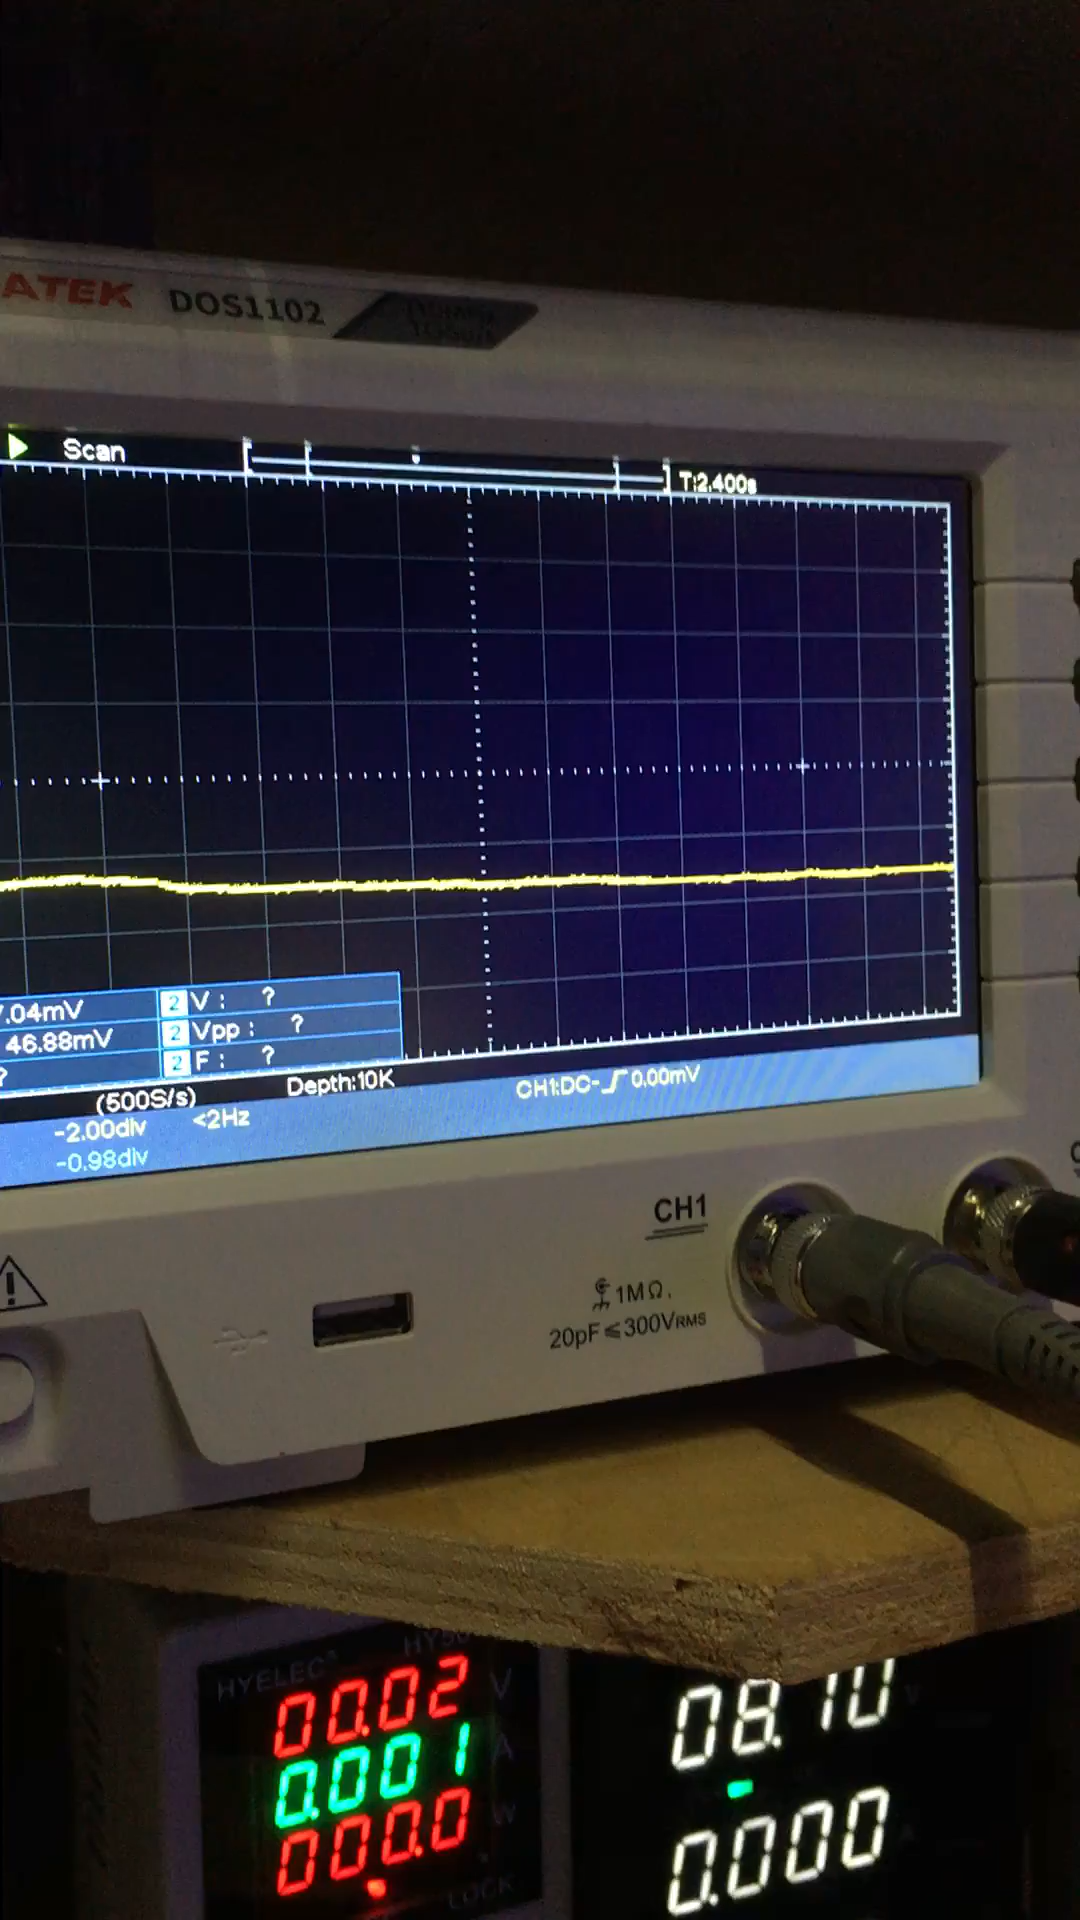 ATEK DOS1102
Scan
T:2.400s
.04mV
2 V : ?
46.88mV
2 Vpp : ?
?
2 F : ?
(500S/s)
Depth:10K
CH1:DC-
0.00mV
-2.00div
<2Hz
-0.98div
CH1
1MΩ,
20pF≤300VRMS
HYELEC®
00.02 V
0.001 A
000.0 W
LOCK
08.10 V
0.000 A